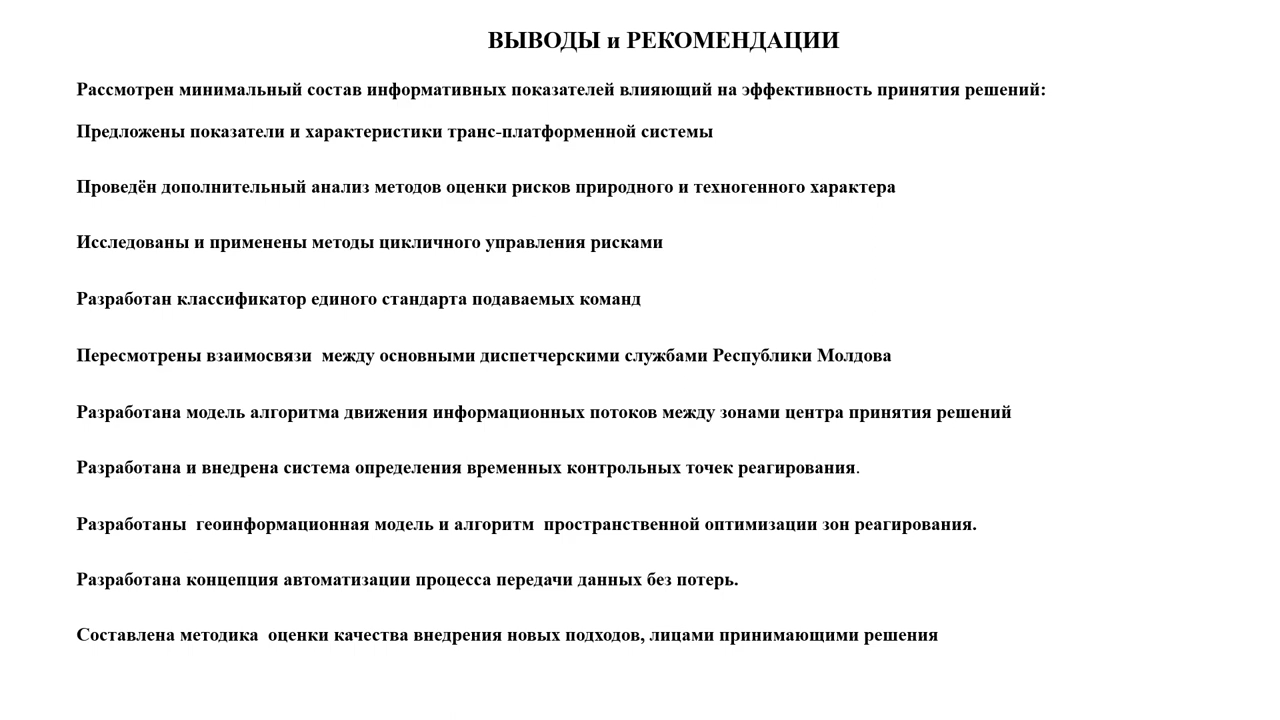 ВЫВОДЫ и РЕКОМЕНДАЦИИ
Рассмотрен минимальный состав информативных показателей влияющий на эффективность принятия решений:
Предложены показатели и характеристики транс-платформенной системы
Проведён дополнительный анализ методов оценки рисков природного и техногенного характера
Исследованы и применены методы цикличного управления рисками
Разработан классификатор единого стандарта подаваемых команд
Пересмотрены взаимосвязи  между основными диспетчерскими службами Республики Молдова
Разработана модель алгоритма движения информационных потоков между зонами центра принятия решений
Разработана и внедрена система определения временных контрольных точек реагирования.
Разработаны  геоинформационная модель и алгоритм  пространственной оптимизации зон реагирования.
Разработана концепция автоматизации процесса передачи данных без потерь.
Составлена методика  оценки качества внедрения новых подходов, лицами принимающими решения